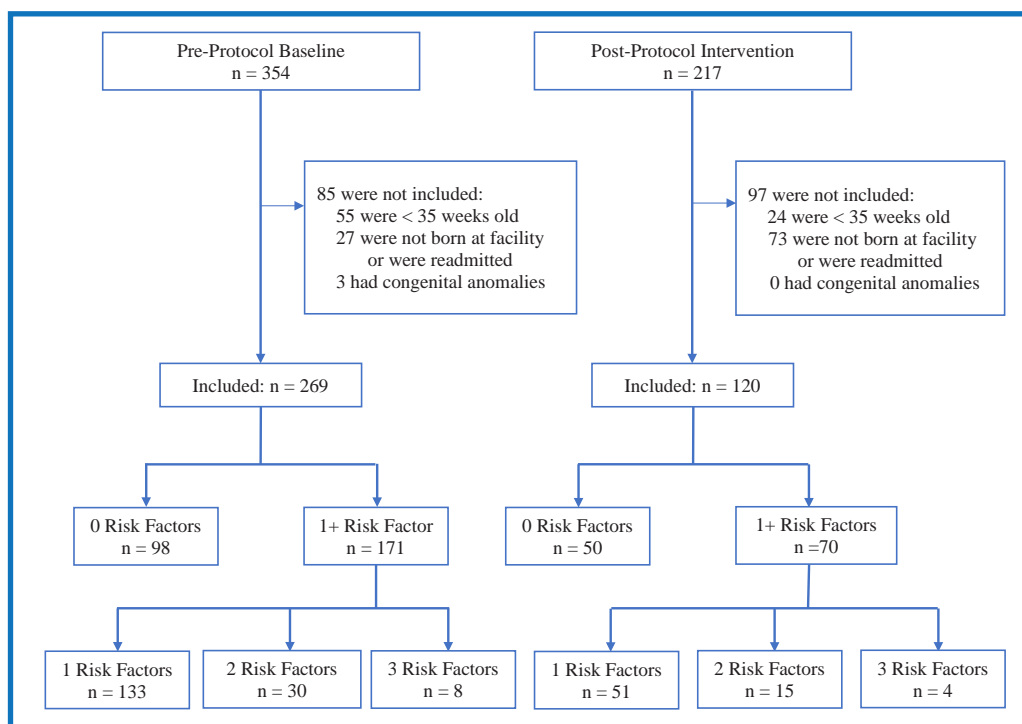 Pre-Protocol Baseline
n = 354
Post-Protocol Intervention
n = 217
85 were not included:
55 were < 35 weeks old
27 were not born at facility
or were readmitted
3 had congenital anomalies
97 were not included:
24 were < 35 weeks old
73 were not born at facility
or were readmitted
0 had congenital anomalies
Included: n = 269
Included: n = 120
0 Risk Factors
n = 98
1+ Risk Factor
n = 171
0 Risk Factors
n = 50
1+ Risk Factors
n =70
1 Risk Factors
n = 133
2 Risk Factors
n = 30
3 Risk Factors
n = 8
1 Risk Factors
n = 51
2 Risk Factors
n = 15
3 Risk Factors
n = 4